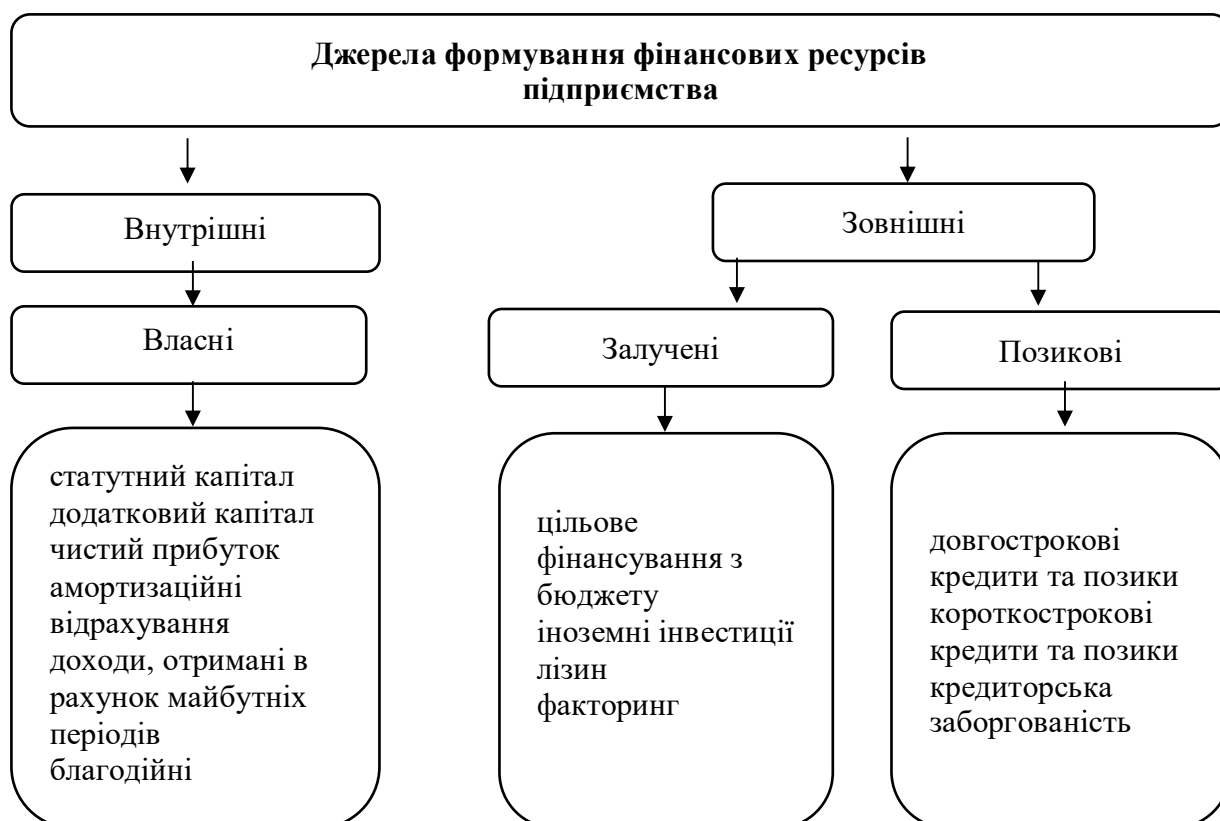 Джерела формування фінансових ресурсів
підприємства
Внутрішні
Зовнішні
Власні
Залучені
Позикові
статутний капітал
додатковий капітал
чистий прибуток
амортизаційні
відрахування
доходи, отримані в
рахунок майбутніх
періодів
благодійні
цільове
фінансування з
бюджету
іноземні інвестиції
лізин
факторинг
довгострокові
кредити та позики
короткострокові
кредити та позики
кредиторська
заборгованість